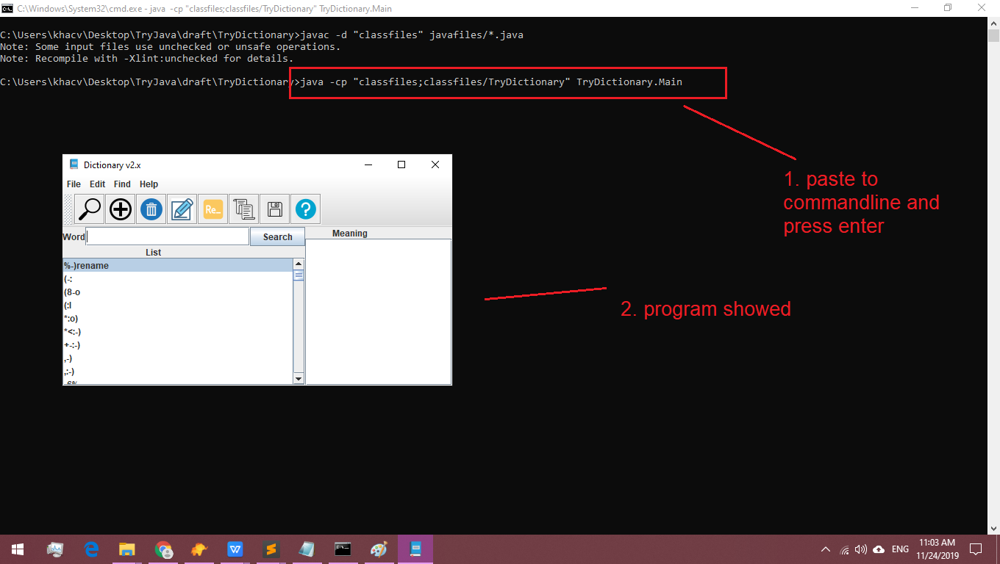 C:\Windows\System32\cmd.exe - java -cp "classfiles;classfiles/TryDictionary" TryDictionary.Main
C:\Users\khacv\Desktop\TryJava\draft\TryDictionary>javac -d "classfiles" javafiles/*.java
Note: Some input files use unchecked or unsafe operations.
Note: Recompile with -Xlint:unchecked for details.
C:\Users\khacv\Desktop\TryJava\draft\TryDictionary>java -cp "classfiles;classfiles/TryDictionary" TryDictionary.Main
1. paste to
commandline and
press enter
Dictionary v2.x
File Edit Find Help
Re...
Word
Search
Meaning
List
%-)rename
(-:
(8-o
(:I
*:o)
*<:-)
+-:-)
,-)
,:-)
2. program showed
ENG
11:03 AM
11/24/2019